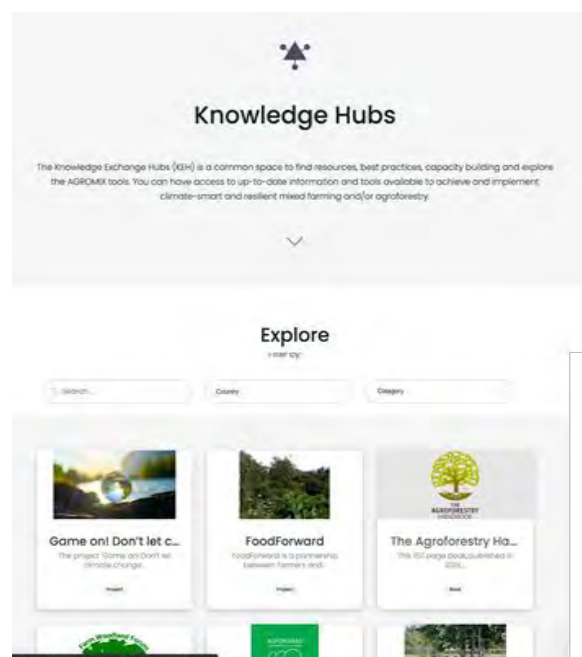 Knowledge Hubs
The Knowledge Exchange Hubs (KEH) is a common space to find resources, best practices, capacity building and explore
the AGROMIX tools. You can have access to up-to-date information and tools available to achieve and implement
climate-smart and resilient mixed farming and/or agroforestry.
Explore
Filter by:
Search...
Country
Category
THE
AGROFORESTRY
HANDBOOK
Game on! Don't let c...
The project 'Game on! Don't let
climate change...
Project
FoodForward
FoodForward is a partnership
between farmers and...
Project
The Agroforestry Ha...
This 150 page book, published in
Book
Farm Woodland Forum
AGFORWARD